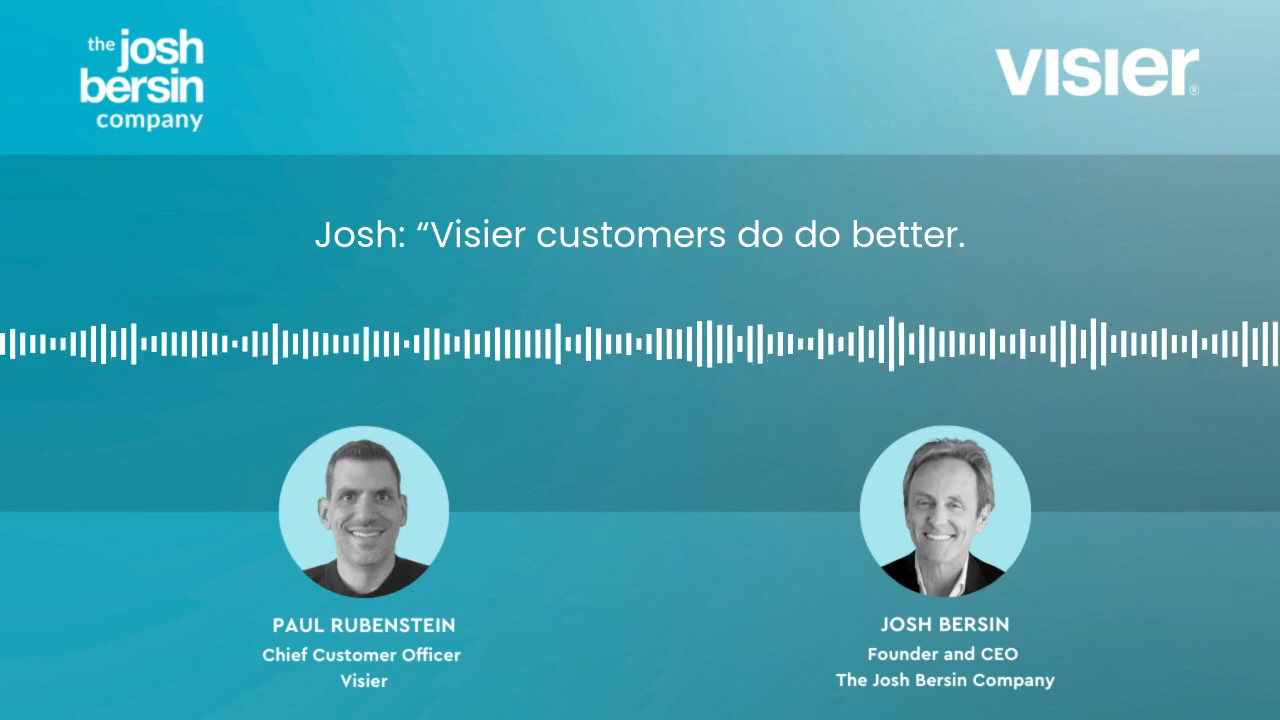 the josh
bersin
company
VISIER®
Josh: “Visier customers do do better.
PAUL RUBENSTEIN
Chief Customer Officer
Visier
JOSH BERSIN
Founder and CEO
The Josh Bersin Company